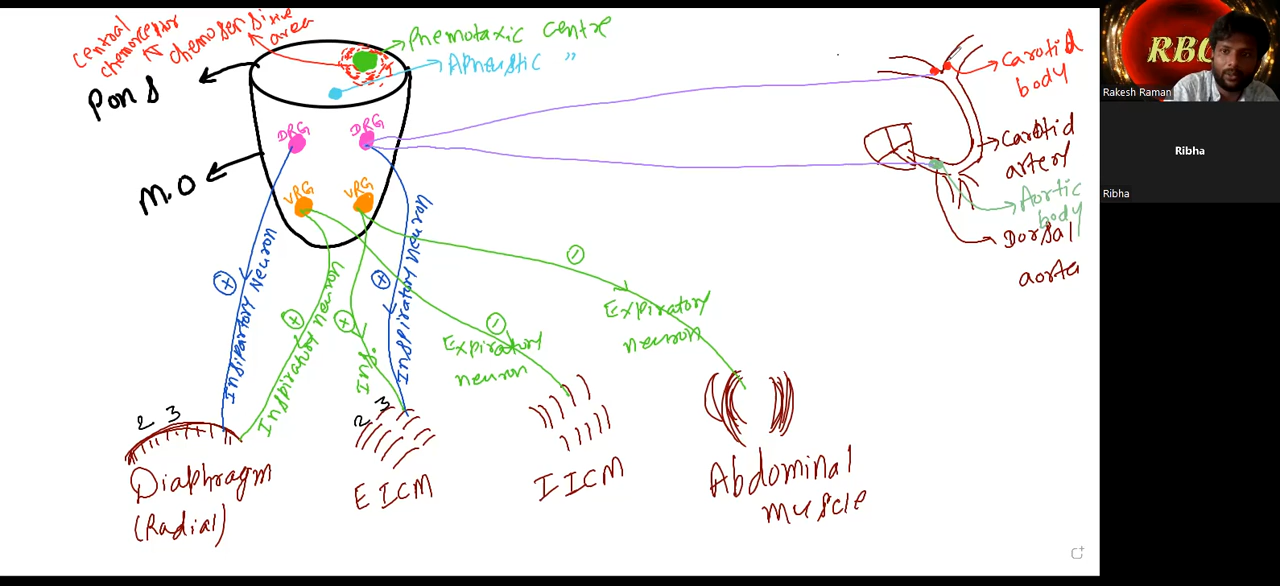 central
chemoreceptor
chemosensitive
area
Pnemotaxic centre
Apneustic "
Pons
DRG DRG
M.O
VRG VRG
Inspiratory Neuron
Inspiratory Neuron
Ins.
Inspiratory Neuron
Expiratory
neuron
Expiratory
neuron
+
+
+
+
−
−
2 3
2 3
Diaphragm
(Radial)
EICM
IICM
Abdominal
muscle
Carotid
body
Carotid
artery
Aortic
body
Dorsal
aorta
RBC
Rakesh Raman
Ribha
Ribha